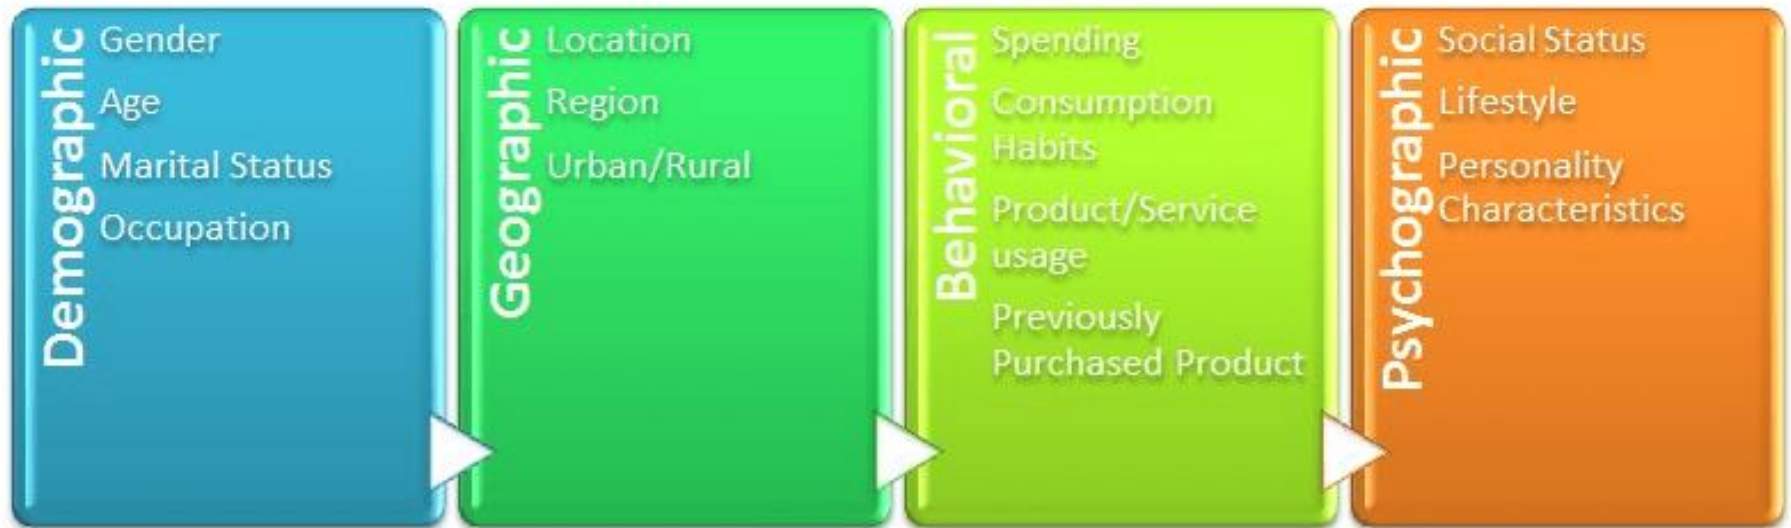 Demographic
Gender
Age
Marital Status
Occupation
Geographic
Location
Region
Urban/Rural
Behavioral
Spending
Consumption
Habits
Product/Service
usage
Previously
Purchased Product
Psychographic
Social Status
Lifestyle
Personality
Characteristics